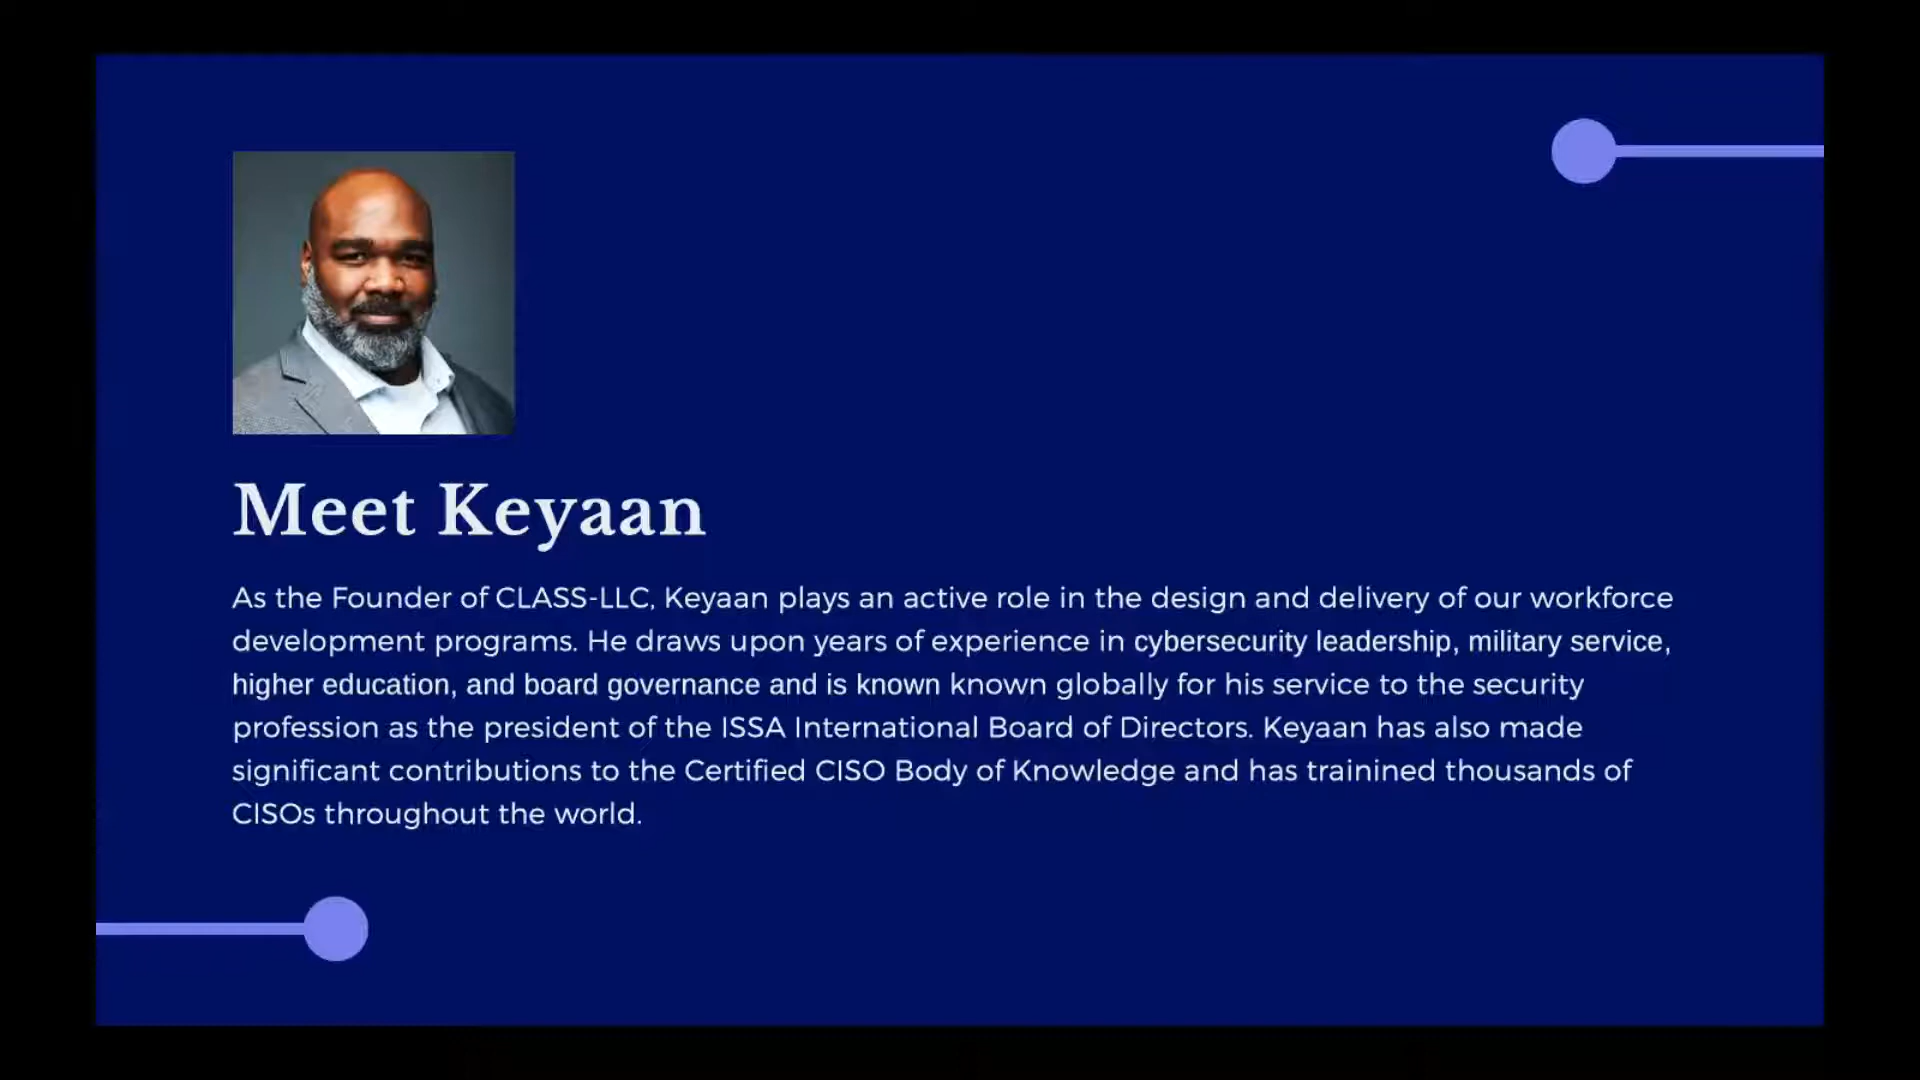 Meet Keyaan
As the Founder of CLASS-LLC, Keyaan plays an active role in the design and delivery of our workforce
development programs. He draws upon years of experience in cybersecurity leadership, military service,
higher education, and board governance and is known known globally for his service to the security
profession as the president of the ISSA International Board of Directors. Keyaan has also made
significant contributions to the Certified CISO Body of Knowledge and has trainined thousands of
CISOs throughout the world.